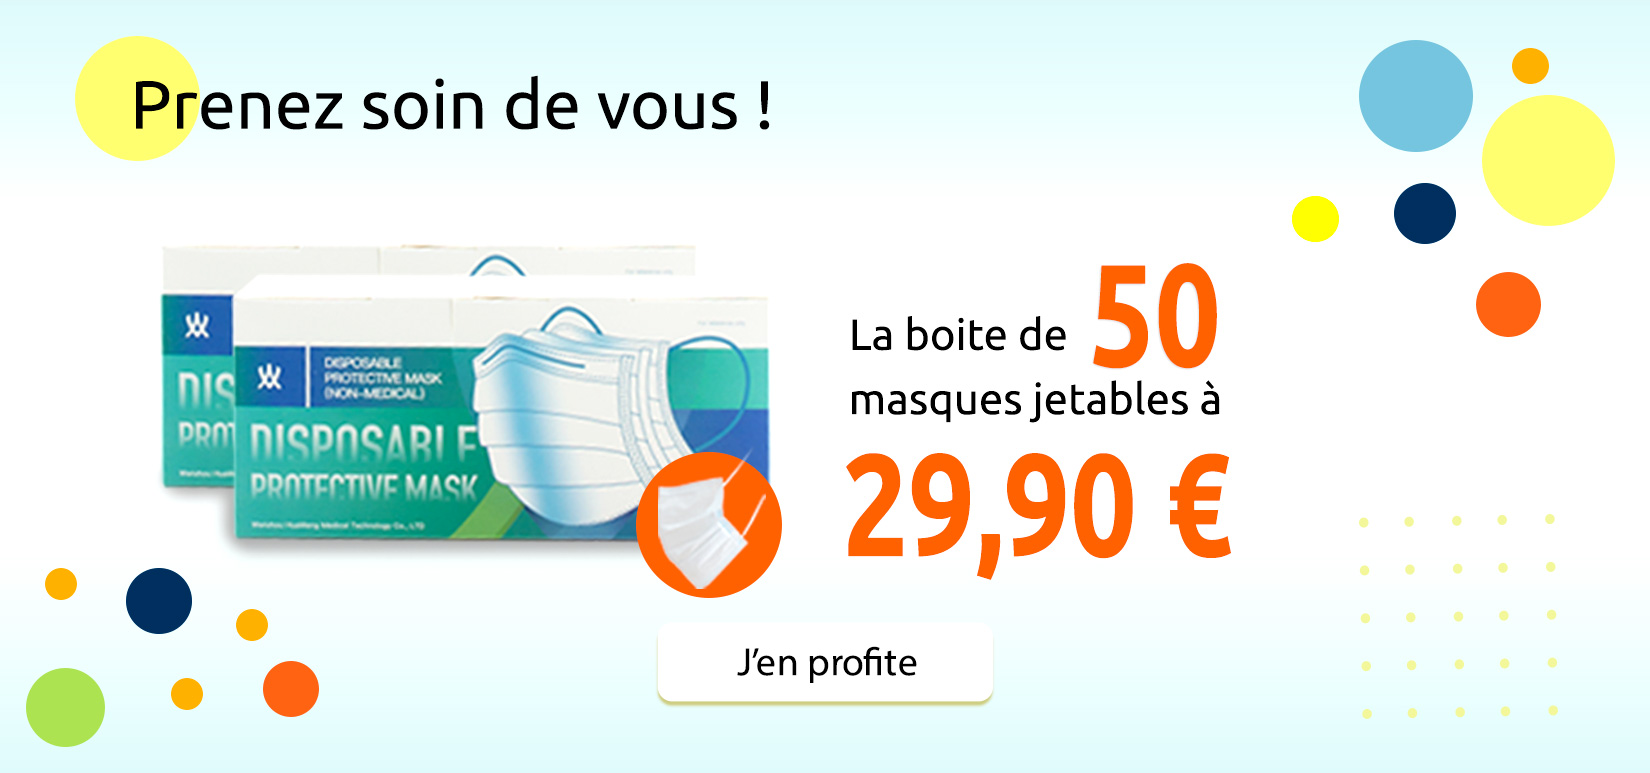 Prenez soin de vous !
DISPOSABLE
PROTECTIVE MASK
(NON-MEDICAL)
DIS
PROT
DISPOSABLE
PROTECTIVE MASK
La boite de 50
masques jetables à
29,90 €
J'en profite